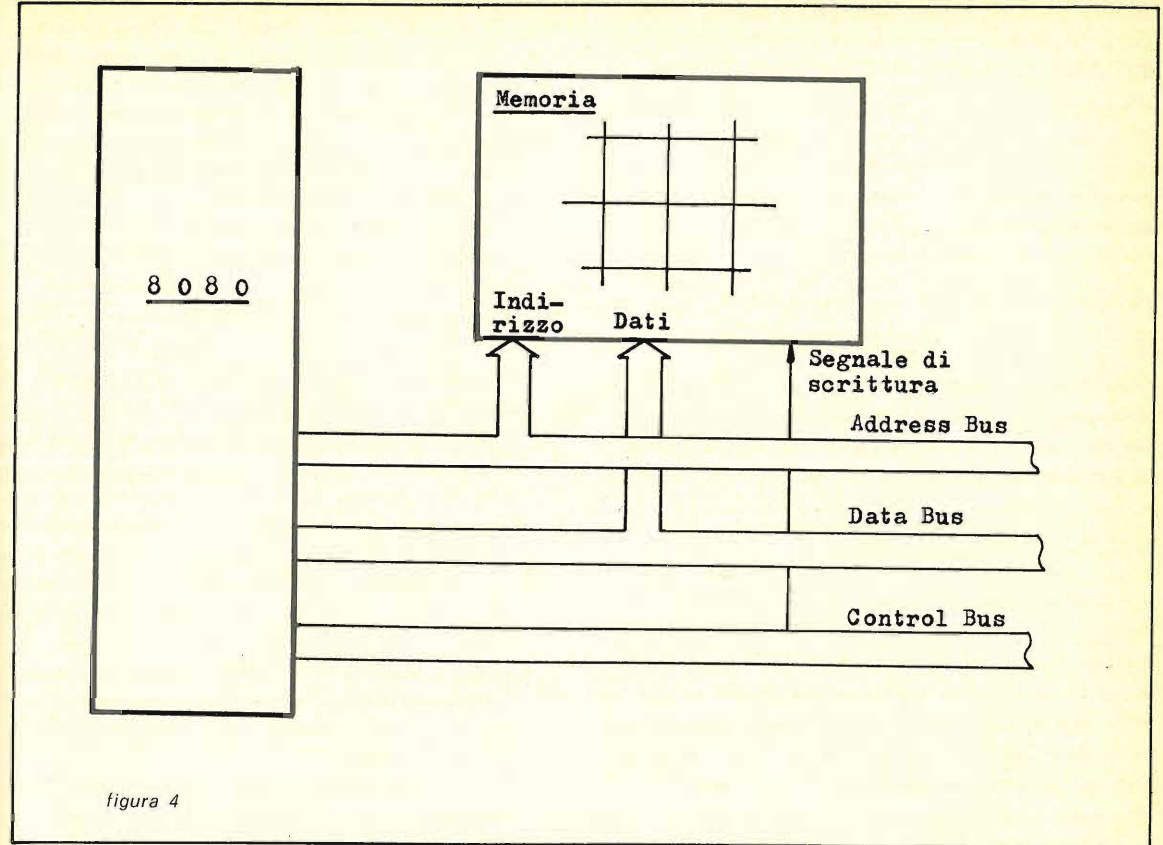 Memoria
8 0 8 0
Indi-
rizzo
Dati
Segnale di
scrittura
Address Bus
Data Bus
Control Bus
figura 4